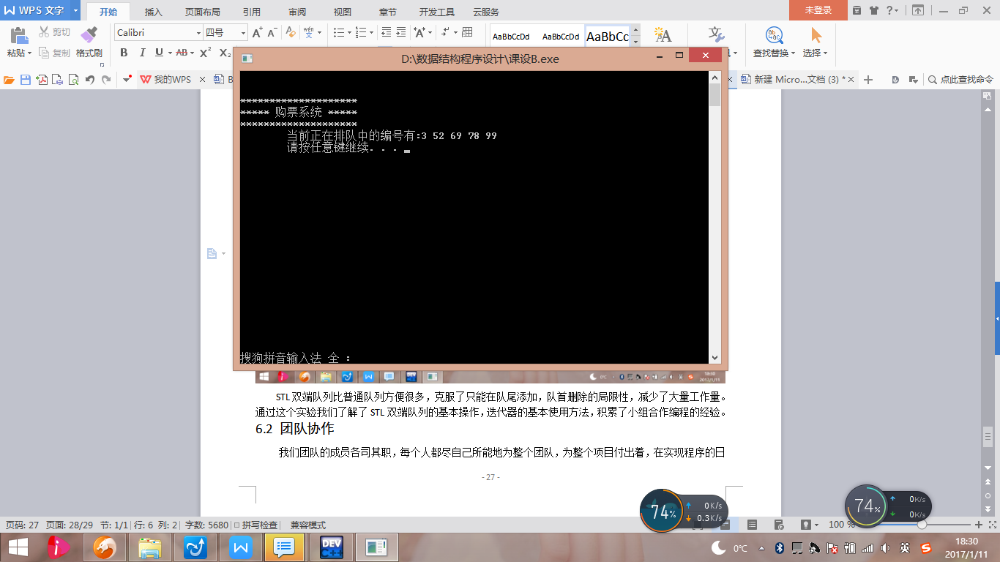 WPS 文字
开始 插入 页面布局 引用 审阅 视图 章节 开发工具 云服务 未登录
粘贴 剪切 复制 格式刷
Calibri 四号
B I U AB X² X₂
AaBbCcDd AaBbCcDd AaBbCc
查找替换 选择
我的WPS
新建 Micro...文档 (3) *
点此查找命令
D:\数据结构程序设计\课设B.exe
********************
***** 购票系统 *****
********************
当前正在排队中的编号有:3 52 69 78 99
请按任意键继续. . .
搜狗拼音输入法 全 :
0℃ 18:30
2017/1/11
STL 双端队列比普通队列方便很多，克服了只能在队尾添加，队首删除的局限性，减少了大量工作量。
通过这个实验我们了解了 STL 双端队列的基本操作，迭代器的基本使用方法，积累了小组合作编程的经验。
6.2 团队协作
我们团队的成员各司其职，每个人都尽自己所能地为整个团队，为整个项目付出着，在实现程序的日
- 27 -
74% 0K/s
0.3K/s
74% 0K/s
0K/s
页码: 27 页面: 28/29 节: 1/1 行: 6 列: 2 字数: 5680 拼写检查 兼容模式 100 %
DEV C++
0℃ 英 18:30
2017/1/11